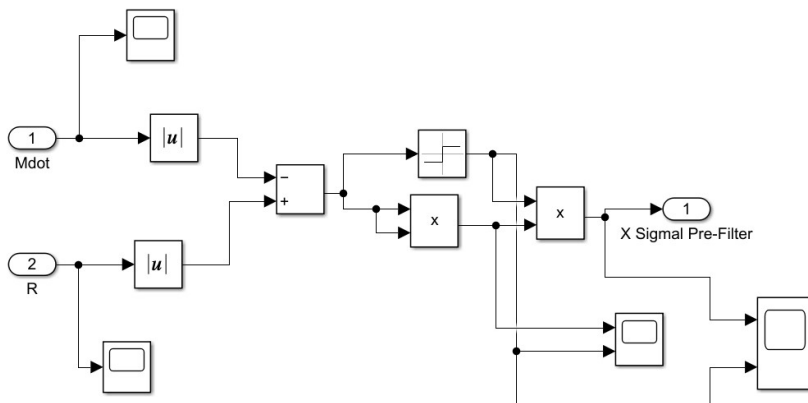 1
Mdot
|u|
−
+
x
x
1
X Sigmal Pre-Filter
2
R
|u|